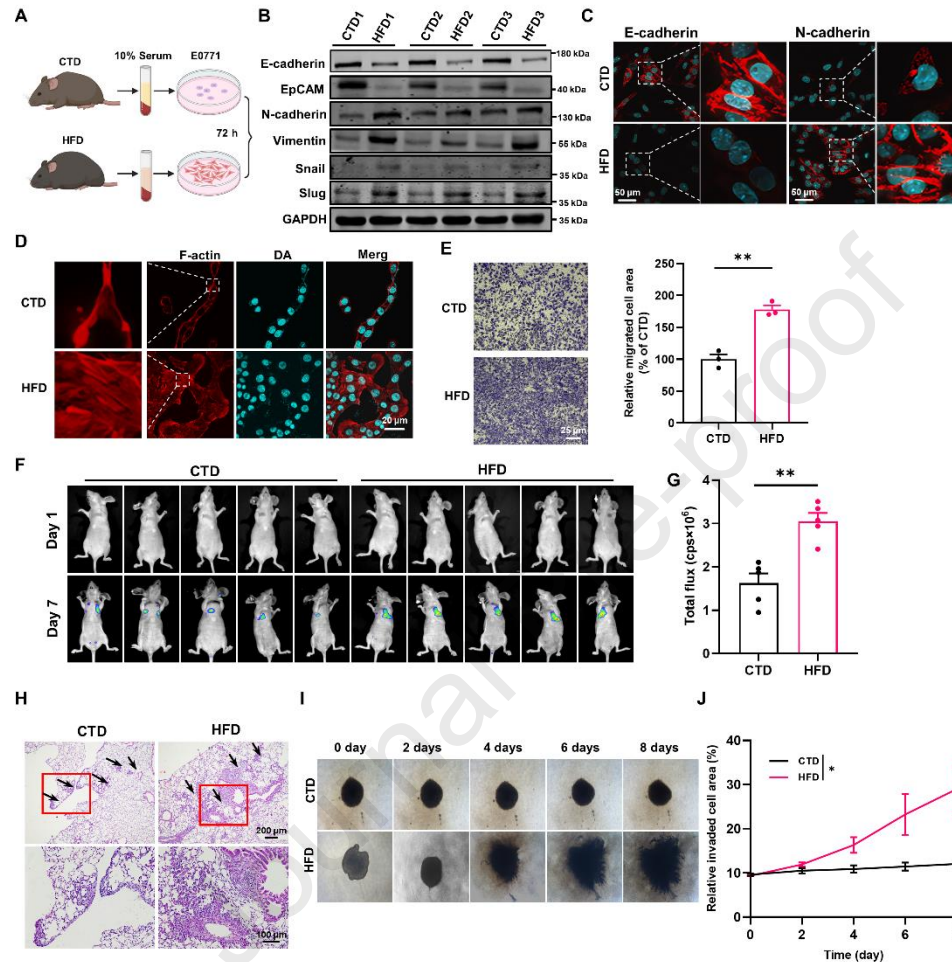 A
CTD
10% Serum
E0771
HFD
72 h
B
CTD1 HFD1 CTD2 HFD2 CTD3 HFD3
180 kDa
E-cadherin
EpCAM
40 kDa
N-cadherin
130 kDa
Vimentin
55 kDa
Snail
35 kDa
Slug
35 kDa
GAPDH
35 kDa
C
E-cadherin N-cadherin
CTD
HFD
50 µm 50 µm
D
F-actin DA Merg
CTD
HFD
20 µm
E
CTD
HFD
25 µm
Relative migrated cell area
(% of CTD)
250
200
150
100
50
0
**
CTD HFD
F
CTD HFD
Day 1
Day 7
G
Total flux (cps×10⁶)
4
3
2
1
0
**
CTD HFD
H
CTD HFD
200 µm
100 µm
I
0 day 2 days 4 days 6 days 8 days
CTD
HFD
J
Relative invaded cell area (%)
50
40
30
20
10
0
CTD
HFD
*
0 2 4 6
Time (day)
Journal Pre-proof